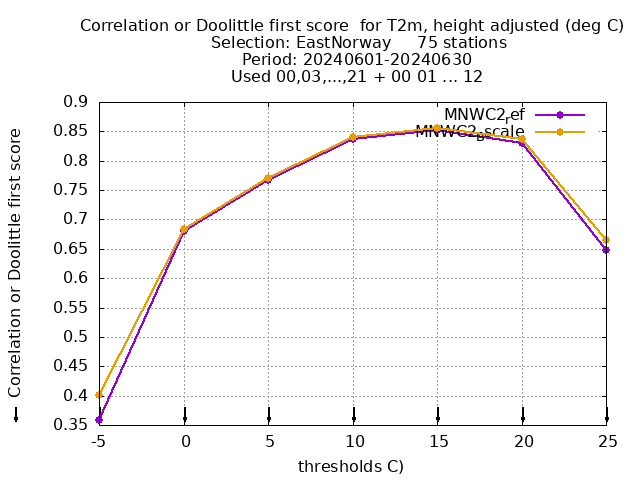 Correlation or Doolittle first score  for T2m, height adjusted (deg C)
Selection: EastNorway     75 stations
Period: 20240601-20240630
Used 00,03,...,21 + 00 01 ... 12
MNWC2ref
MNWC2scale
0.9
0.85
0.8
0.75
0.7
0.65
0.6
0.55
0.5
0.45
0.4
0.35
-5
0
5
10
15
20
25
thresholds C)
Correlation or Doolittle first score